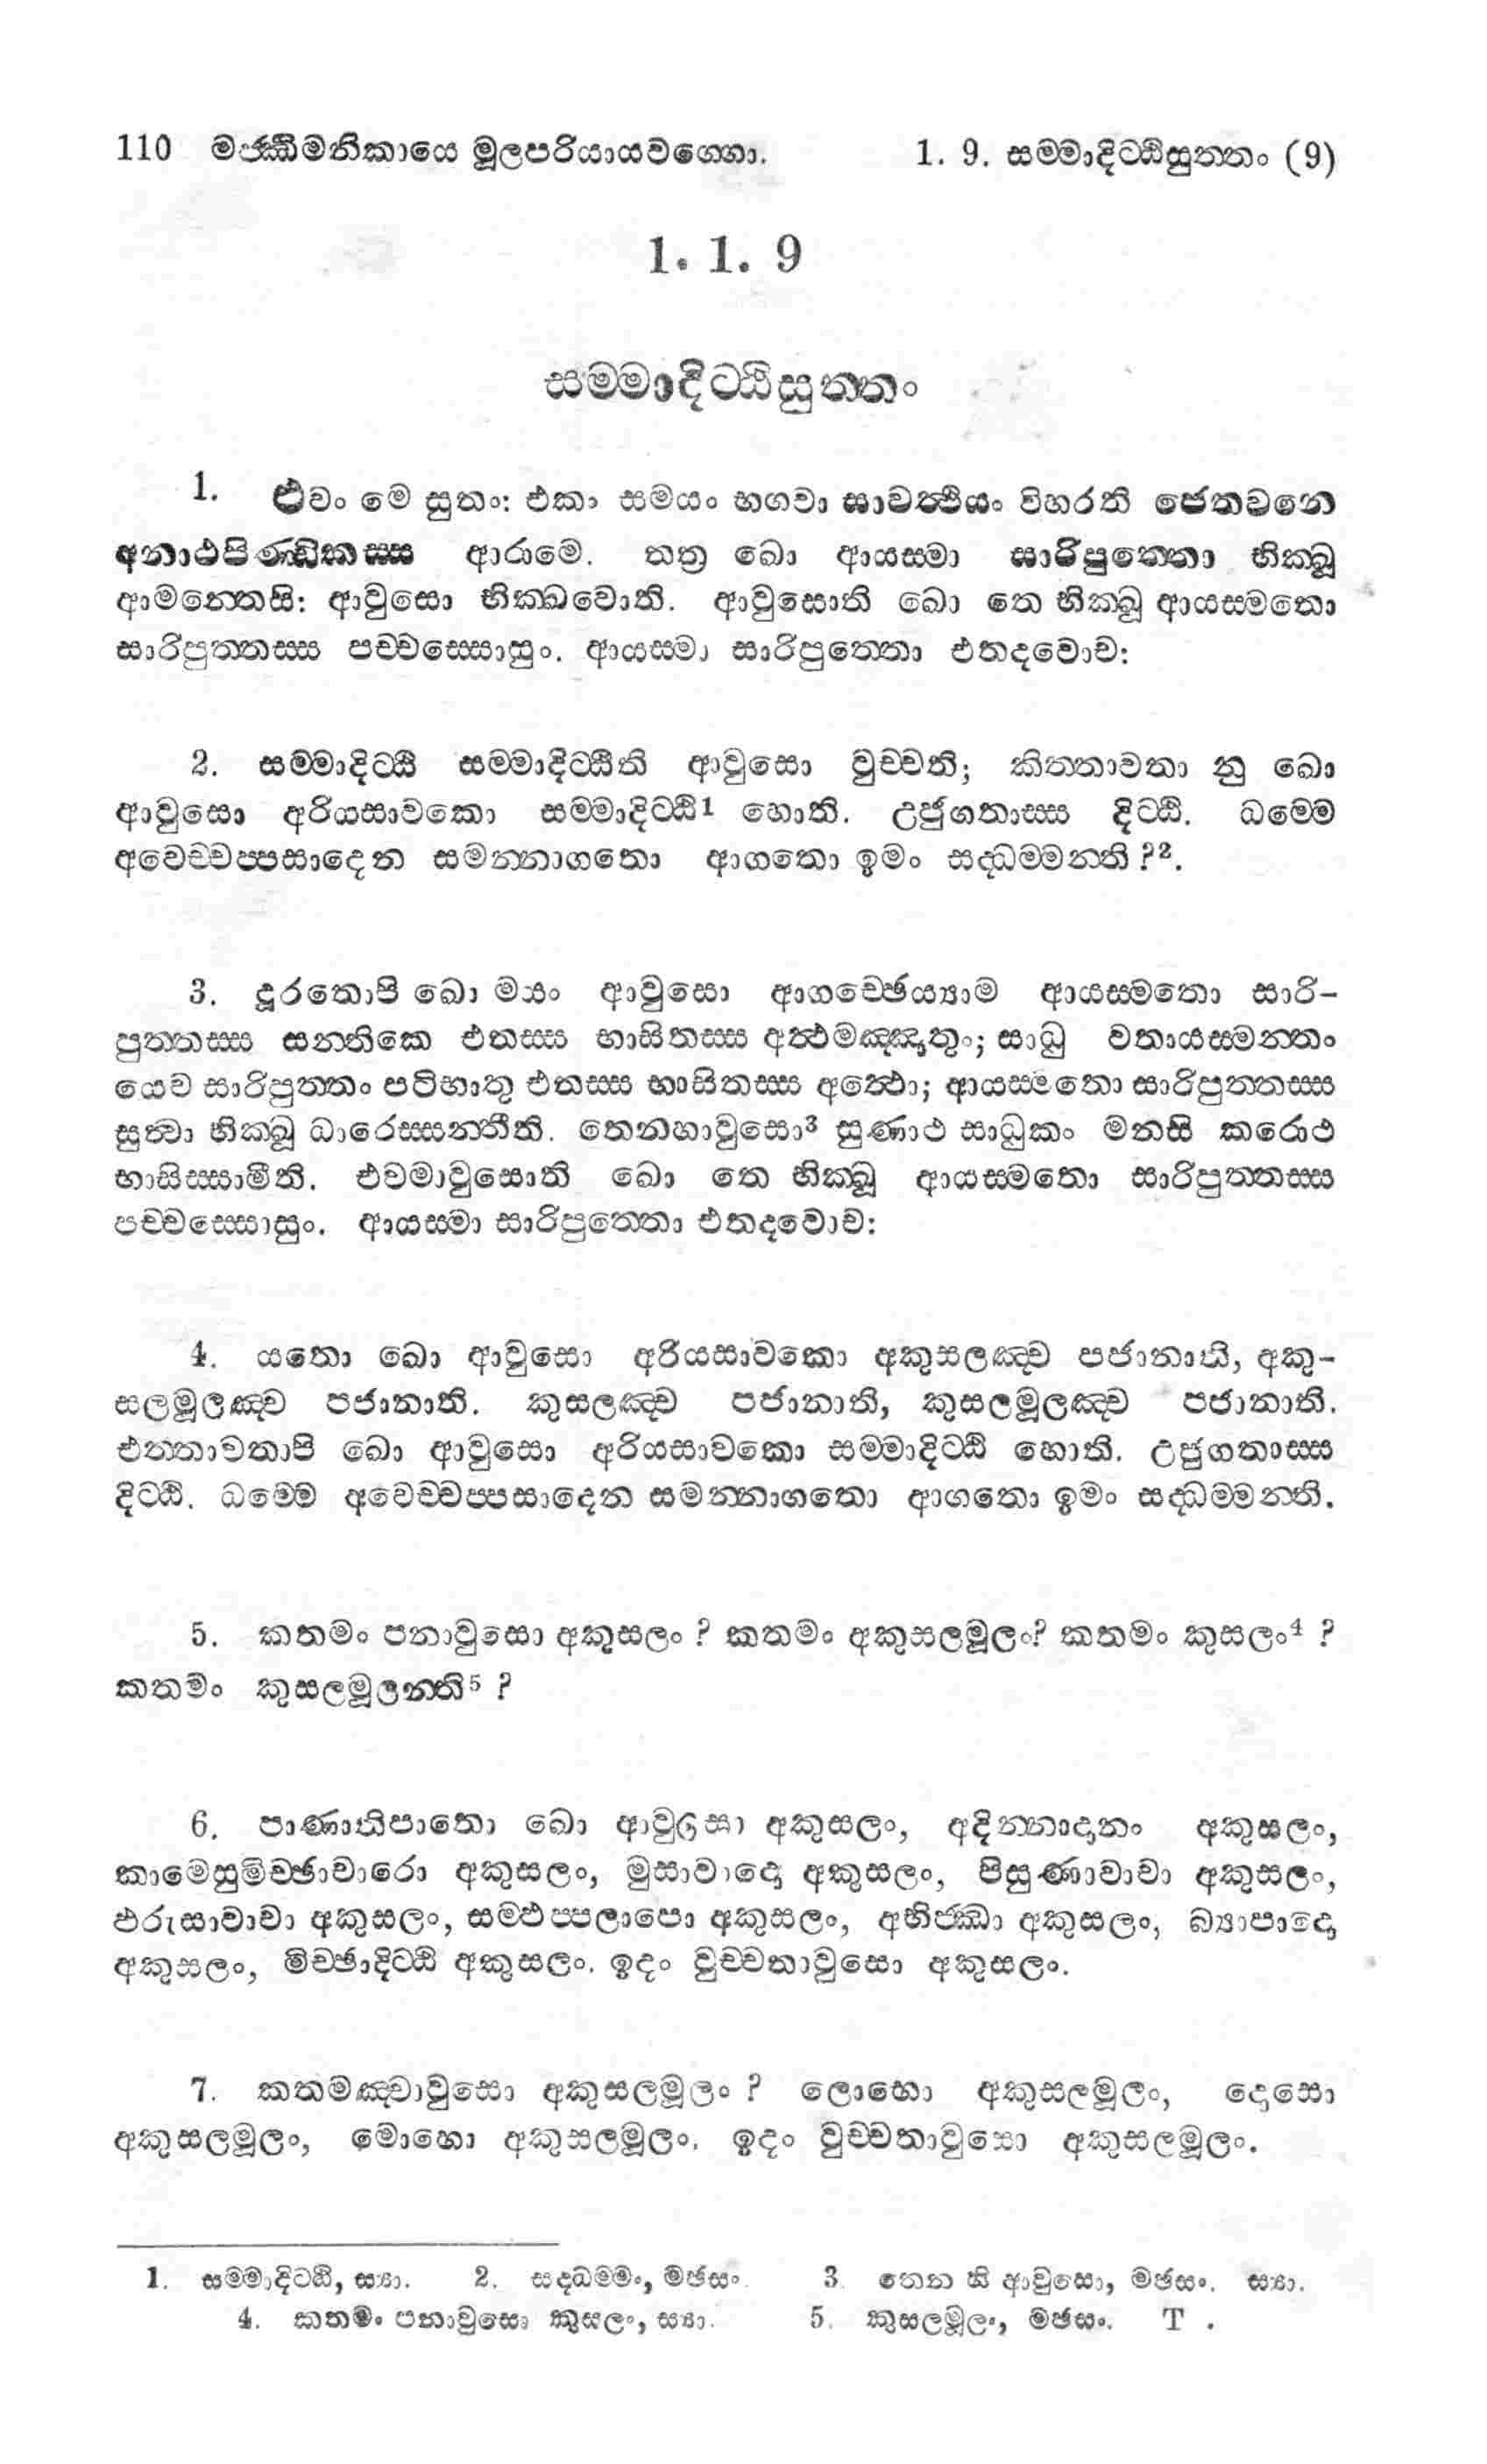 110 මජ්ඣිමනිකායෙ මූලපරියායවග්ගො. 1. 9. සම්මාදිට්ඨිසුත්තං (9)
1. 1. 9
සම්මාදිට්ඨිසුත්තං
1. එවං මෙ සුතං: එකං සමයං භගවා සාවත්ථියං විහරති ජෙතවනෙ
අනාථපිණ්ඩිකස්ස ආරාමෙ. තත්‍ර ඛො ආයස්මා සාරිපුත්තො භික්ඛූ
ආමන්තෙසි: ආවුසො භික්ඛවොති. ආවුසොති ඛො තෙ භික්ඛූ ආයස්මතො
සාරිපුත්තස්ස පච්චස්සොසුං. ආයස්මා සාරිපුත්තො එතදවොච:
2. සම්මාදිට්ඨි සම්මාදිට්ඨීති ආවුසො වුච්චති; කිත්තාවතා නු ඛො
ආවුසො අරියසාවකො සම්මාදිට්ඨි1 හොති. උජුගතාස්ස දිට්ඨි. ධම්මෙ
අවෙච්චප්පසාදෙන සමන්නාගතො ආගතො ඉමං සද්ධම්මන්ති ?2.
3. දූරතොපි ඛො මයං ආවුසො ආගච්ඡෙය්‍යාම ආයස්මතො සාරි-
පුත්තස්ස සන්තිකෙ එතස්ස භාසිතස්ස අත්ථමඤ්ඤාතුං; සාධු වතායස්මන්තං
යෙව සාරිපුත්තං පටිභාතු එතස්ස භාසිතස්ස අත්ථො; ආයස්මතො සාරිපුත්තස්ස
සුත්වා භික්ඛූ ධාරෙස්සන්තීති. තෙනහාවුසො3 සුණාථ සාධුකං මනසි කරොථ
භාසිස්සාමීති. එවමාවුසොති ඛො තෙ භික්ඛූ ආයස්මතො සාරිපුත්තස්ස
පච්චස්සොසුං. ආයස්මා සාරිපුත්තො එතදවොච:
4. යතො ඛො ආවුසො අරියසාවකො අකුසලඤ්ච පජානාති, අකු-
සලමූලඤ්ච පජානාති. කුසලඤ්ච පජානාති, කුසලමූලඤ්ච පජානාති.
එත්තාවතාපි ඛො ආවුසො අරියසාවකො සම්මාදිට්ඨි හොති. උජුගතාස්ස
දිට්ඨි. ධම්මෙ අවෙච්චප්පසාදෙන සමන්නාගතො ආගතො ඉමං සද්ධම්මන්ති.
5. කතමං පනාවුසො අකුසලං ? කතමං අකුසලමූලං? කතමං කුසලං4 ?
කතමං කුසලමූලන්ති5 ?
6. පාණාතිපාතො ඛො ආවුසො අකුසලං, අදින්නාදානං අකුසලං,
කාමෙසුමිච්ඡාචාරො අකුසලං, මුසාවාදො අකුසලං, පිසුණාවාචා අකුසලං,
ඵරුසාවාචා අකුසලං, සම්ඵප්පලාපො අකුසලං, අභිජ්ඣා අකුසලං, බ්‍යාපාදො
අකුසලං, මිච්ඡාදිට්ඨි අකුසලං. ඉදං වුච්චතාවුසො අකුසලං.
7. කතමඤ්චාවුසො අකුසලමූලං ? ලොභො අකුසලමූලං, දොසො
අකුසලමූලං, මොහො අකුසලමූලං. ඉදං වුච්චතාවුසො අකුසලමූලං.
1. සම්මාදිට්ඨි, ස්‍යා. 2. සද්ධම්මං, මඡසං. 3. තෙන හි ආවුසො, මඡසං. ස්‍යා.
4. කතමං පනාවුසො කුසලං, ස්‍යා. 5. කුසලමූලං, මඡසං. T .